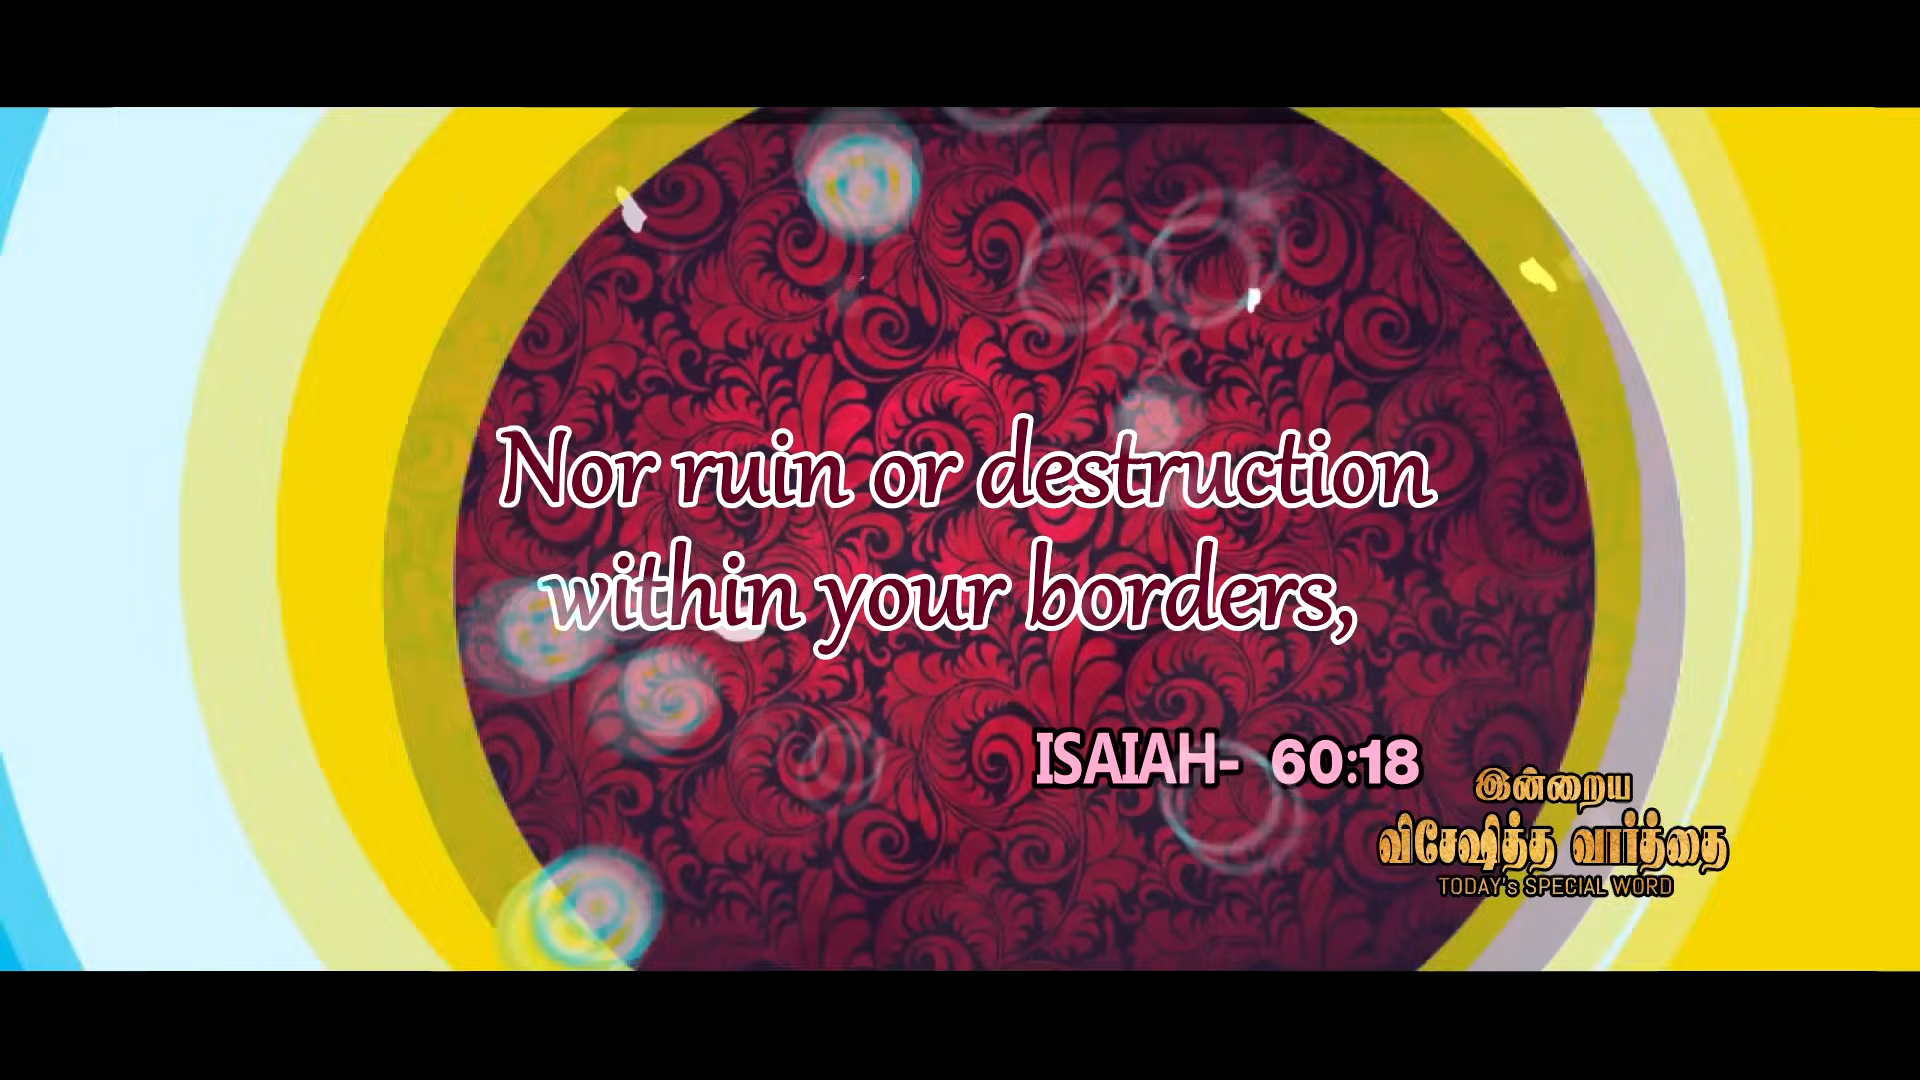 Nor ruin or destruction
within your borders,
ISAIAH- 60:18
இன்றைய
விசேஷித்த வார்த்தை
TODAY's SPECIAL WORD